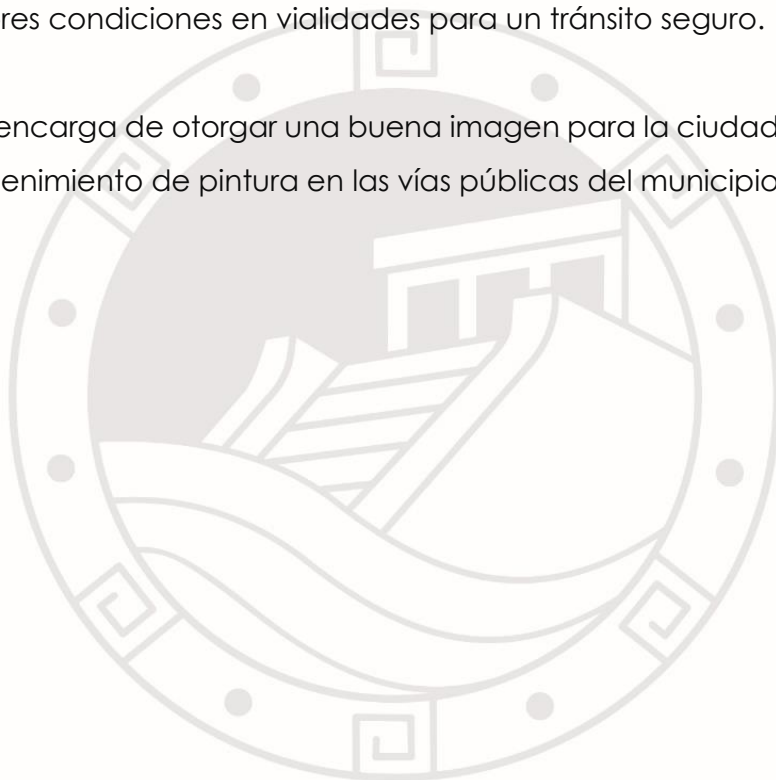 res condiciones en vialidades para un tránsito seguro.
encarga de otorgar una buena imagen para la ciudad
enimiento de pintura en las vías públicas del municipio